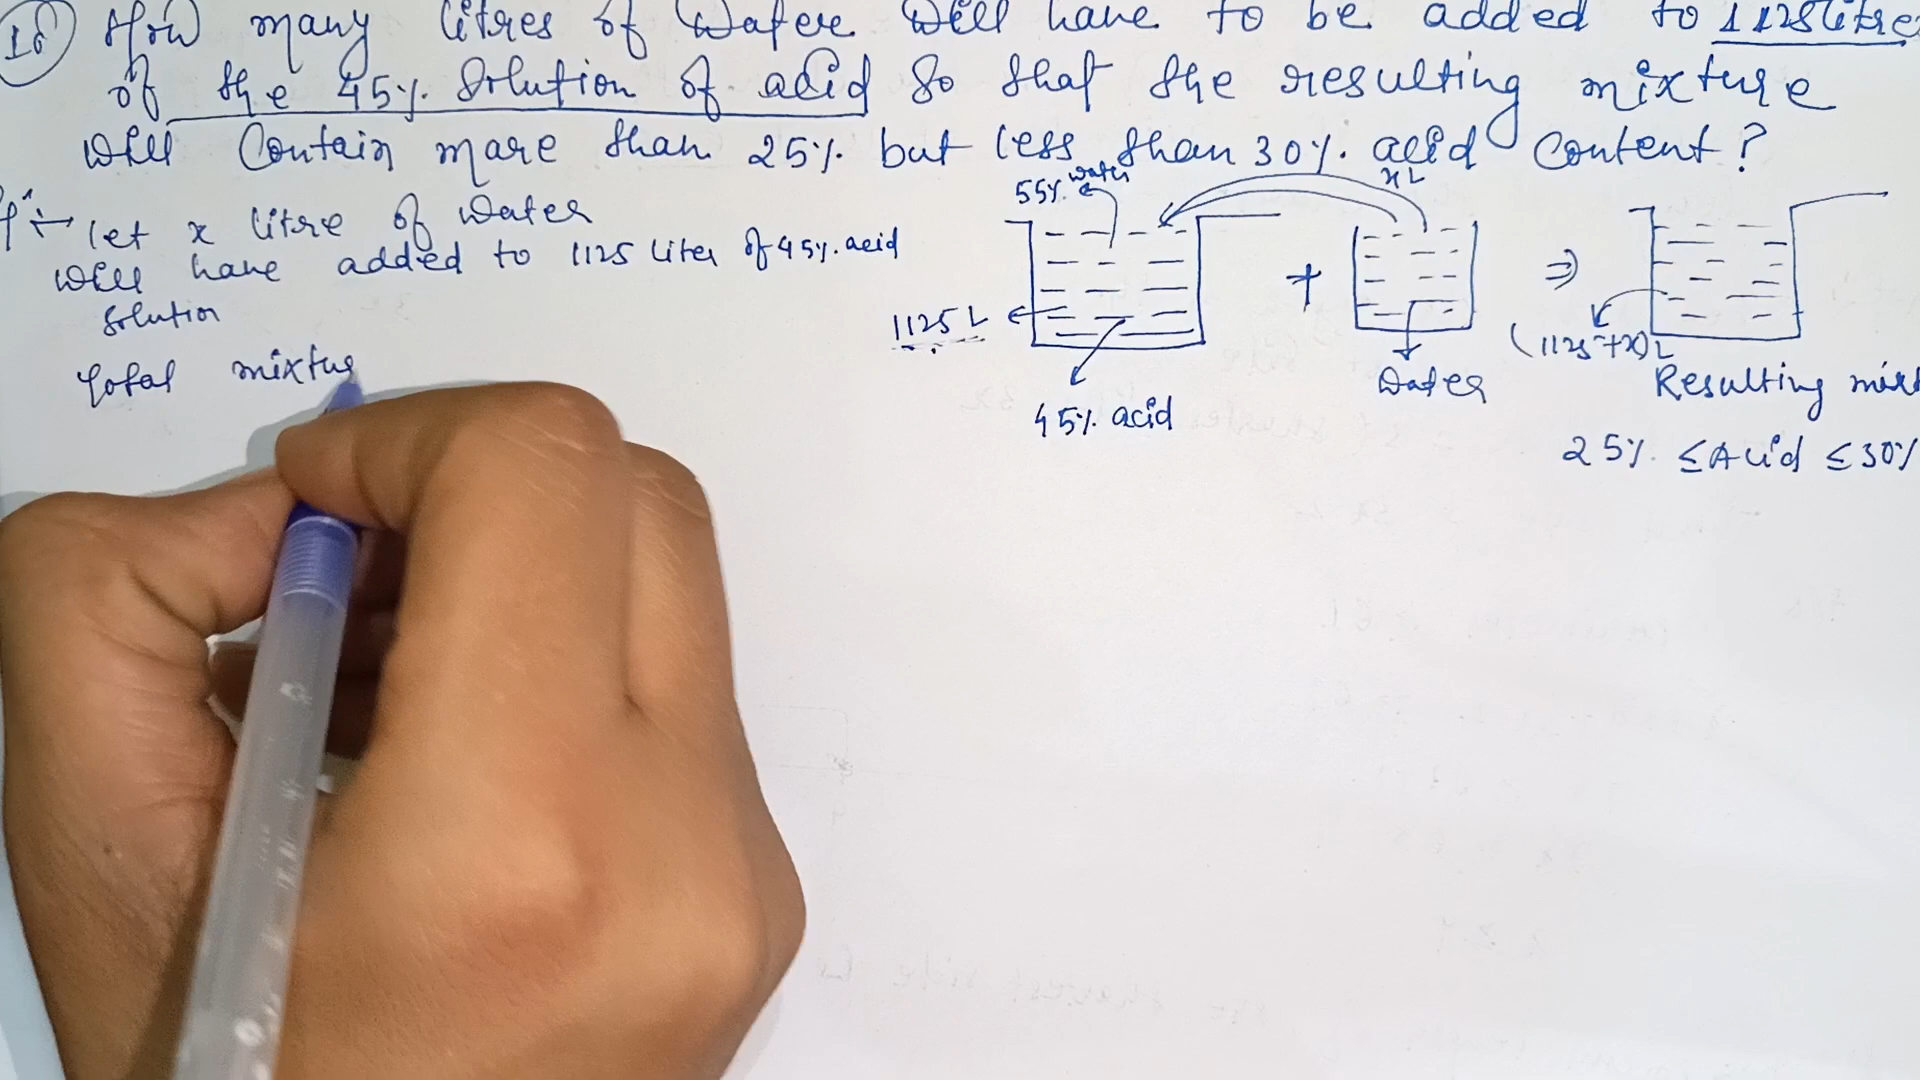 16 How many litres of water will have to be added to 1125 litre
of the 45% Solution of acid so that the resulting mixture
will Contain more than 25% but less than 30% acid Content?
let x litre of Water
will have added to 1125 liter of 45% acid
Solution
Total mixtu
55% water
x L
1125 L
45% acid
+
Water
⇒
(1125+x)L
Resulting mixt
25% ≤ Acid ≤ 30%